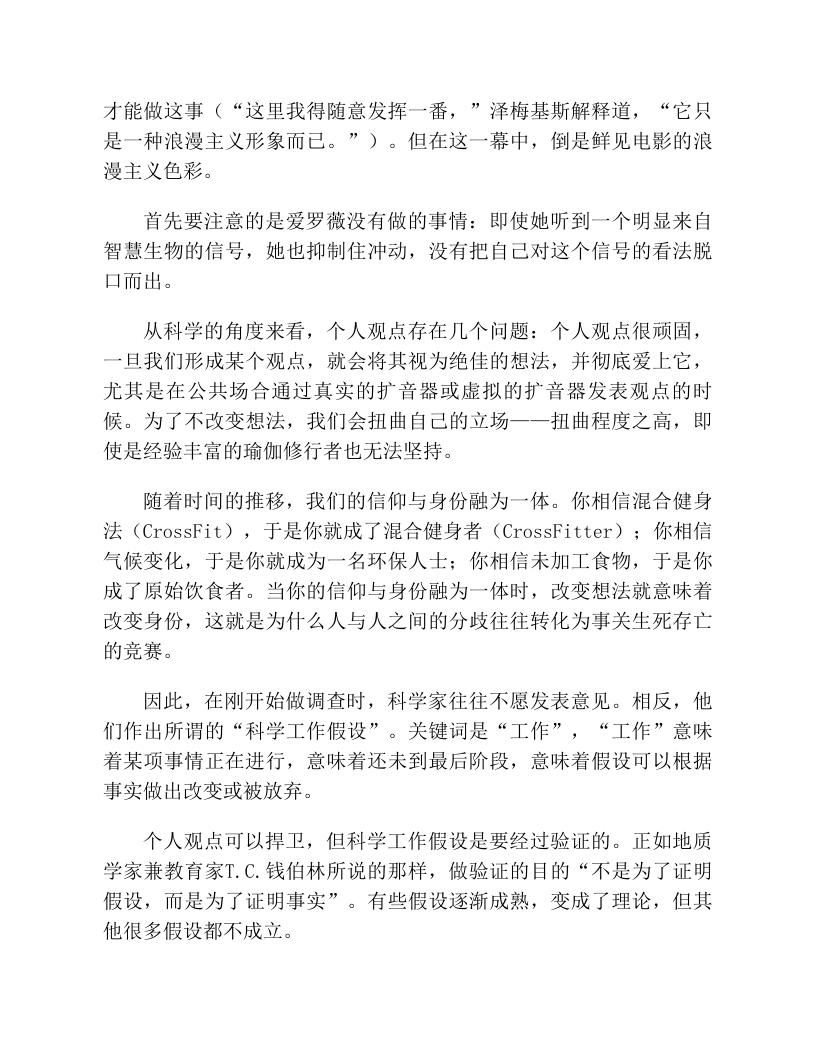 才能做这事（“这里我得随意发挥一番，”泽梅基斯解释道，“它只
是一种浪漫主义形象而已。”）。但在这一幕中，倒是鲜见电影的浪
漫主义色彩。
首先要注意的是爱罗薇没有做的事情：即使她听到一个明显来自
智慧生物的信号，她也抑制住冲动，没有把自己对这个信号的看法脱
口而出。
从科学的角度来看，个人观点存在几个问题：个人观点很顽固，
一旦我们形成某个观点，就会将其视为绝佳的想法，并彻底爱上它，
尤其是在公共场合通过真实的扩音器或虚拟的扩音器发表观点的时
候。为了不改变想法，我们会扭曲自己的立场——扭曲程度之高，即
使是经验丰富的瑜伽修行者也无法坚持。
随着时间的推移，我们的信仰与身份融为一体。你相信混合健身
法（CrossFit），于是你就成了混合健身者（CrossFitter）；你相信
气候变化，于是你就成为一名环保人士；你相信未加工食物，于是你
成了原始饮食者。当你的信仰与身份融为一体时，改变想法就意味着
改变身份，这就是为什么人与人之间的分歧往往转化为事关生死存亡
的竞赛。
因此，在刚开始做调查时，科学家往往不愿发表意见。相反，他
们作出所谓的“科学工作假设”。关键词是“工作”，“工作”意味
着某项事情正在进行，意味着还未到最后阶段，意味着假设可以根据
事实做出改变或被放弃。
个人观点可以捍卫，但科学工作假设是要经过验证的。正如地质
学家兼教育家T.C.钱伯林所说的那样，做验证的目的“不是为了证明
假设，而是为了证明事实”。有些假设逐渐成熟，变成了理论，但其
他很多假设都不成立。